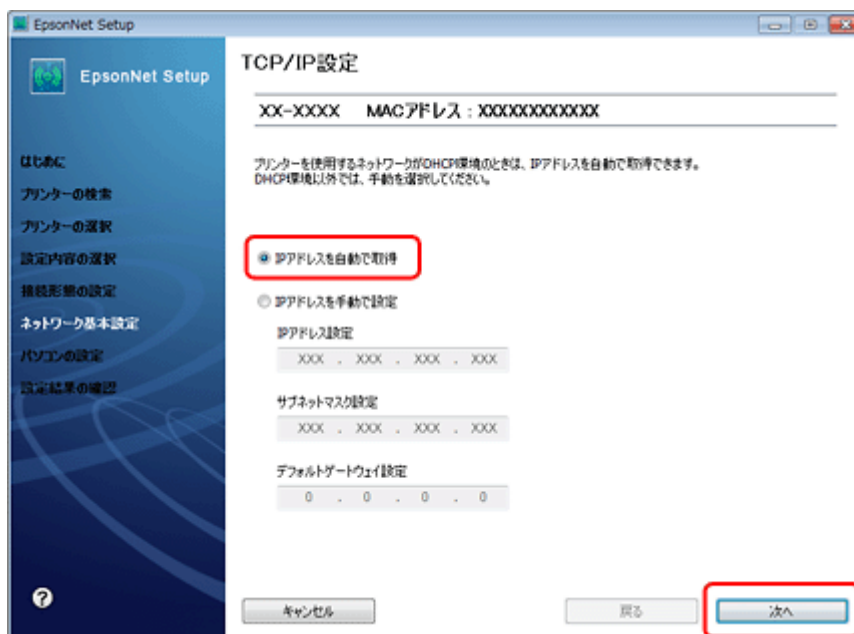 EpsonNet Setup
EpsonNet Setup
はじめに
プリンターの検索
プリンターの選択
設定内容の選択
接続形態の設定
ネットワーク基本設定
パソコンの設定
設定結果の確認
TCP/IP設定
XX-XXXX MACアドレス：XXXXXXXXXXXX
プリンターを使用するネットワークがDHCP環境のときは、IPアドレスを自動で取得できます。
DHCP環境以外では、手動を選択してください。
IPアドレスを自動で取得
IPアドレスを手動で設定
IPアドレス設定
XXX . XXX . XXX . XXX
サブネットマスク設定
XXX . XXX . XXX . XXX
デフォルトゲートウェイ設定
0 . 0 . 0 . 0
?
キャンセル
戻る
次へ